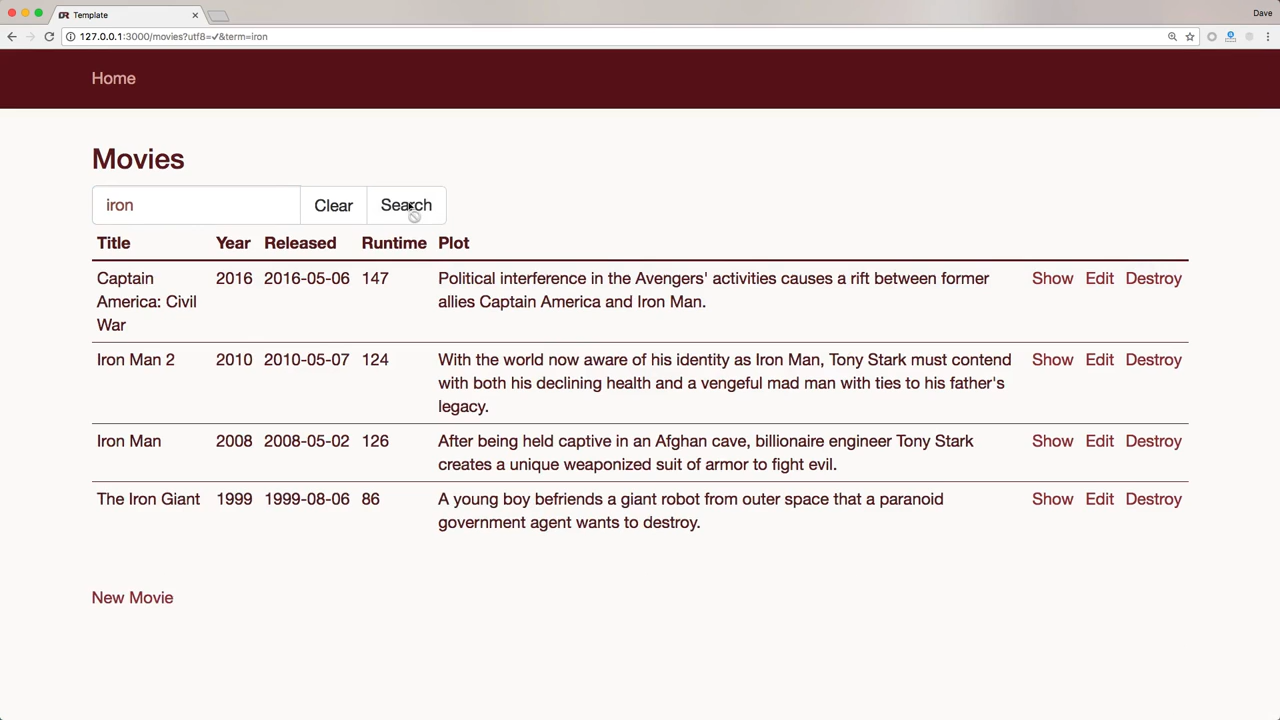 Template
Dave
127.0.0.1:3000/movies?utf8=✓&term=iron
Home
Movies
iron Clear Search
Title Year Released Runtime Plot
Captain America: Civil War 2016 2016-05-06 147 Political interference in the Avengers' activities causes a rift between former allies Captain America and Iron Man. Show Edit Destroy
Iron Man 2 2010 2010-05-07 124 With the world now aware of his identity as Iron Man, Tony Stark must contend with both his declining health and a vengeful mad man with ties to his father's legacy. Show Edit Destroy
Iron Man 2008 2008-05-02 126 After being held captive in an Afghan cave, billionaire engineer Tony Stark creates a unique weaponized suit of armor to fight evil. Show Edit Destroy
The Iron Giant 1999 1999-08-06 86 A young boy befriends a giant robot from outer space that a paranoid government agent wants to destroy. Show Edit Destroy
New Movie